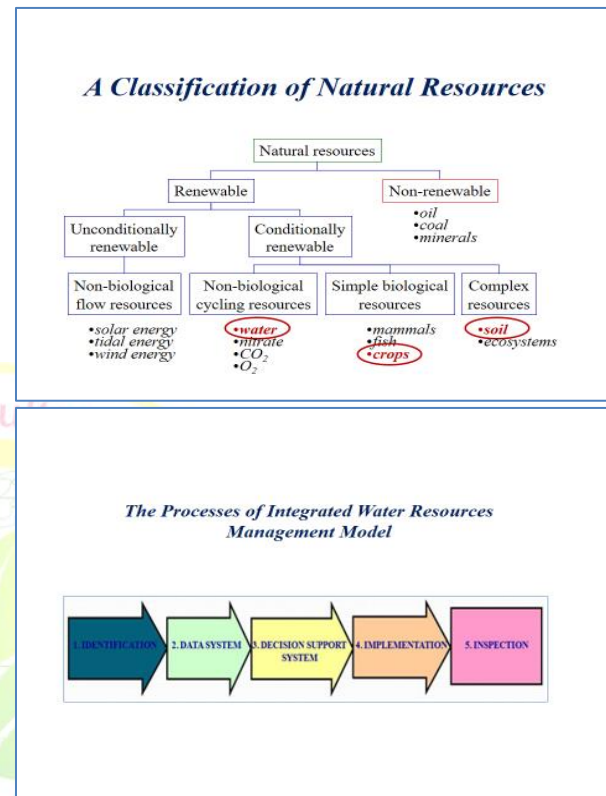 A Classification of Natural Resources
Natural resources
Renewable
Non-renewable
•oil
•coal
•minerals
Unconditionally
renewable
Conditionally
renewable
Non-biological
flow resources
Non-biological
cycling resources
Simple biological
resources
Complex
resources
•solar energy
•tidal energy
•wind energy
•water
•nitrate
•CO₂
•O₂
•mammals
•fish
•crops
•soil
•ecosystems
The Processes of Integrated Water Resources
Management Model
1. IDENTIFICATION
2. DATA SYSTEM
3. DECISION SUPPORT
SYSTEM
4. IMPLEMENTATION
5. INSPECTION